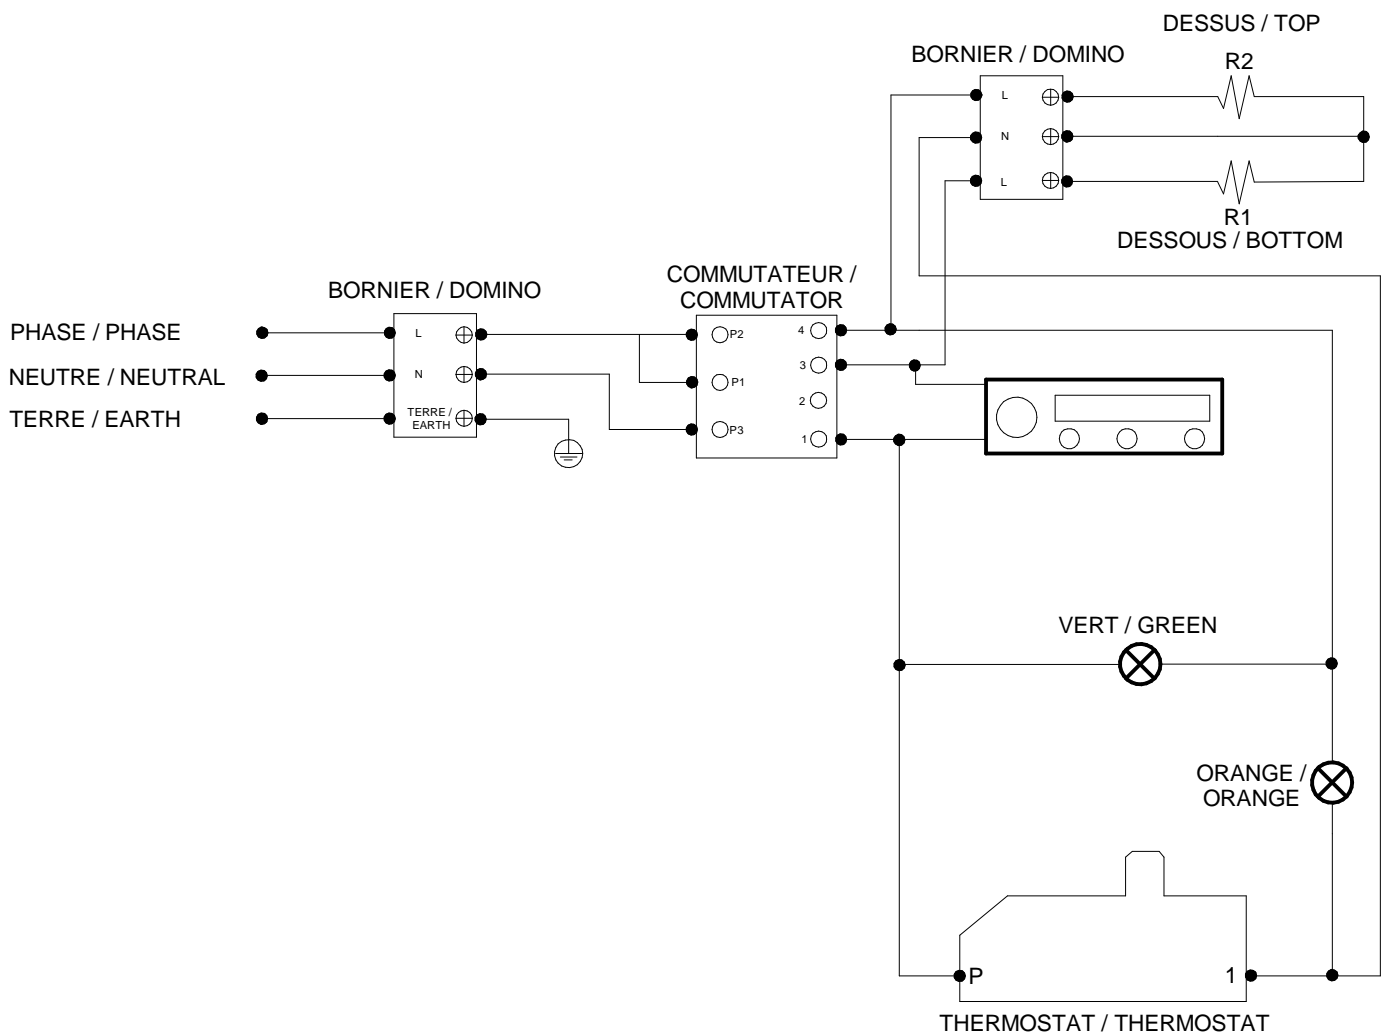 DESSUS / TOP
BORNIER / DOMINO
R2
L
N
L
R1
DESSOUS / BOTTOM
COMMUTATEUR /
COMMUTATOR
BORNIER / DOMINO
PHASE / PHASE
L
P2
4
3
NEUTRE / NEUTRAL
N
P1
2
TERRE / EARTH
TERRE /
EARTH
P3
1
VERT / GREEN
ORANGE /
ORANGE
P
1
THERMOSTAT / THERMOSTAT